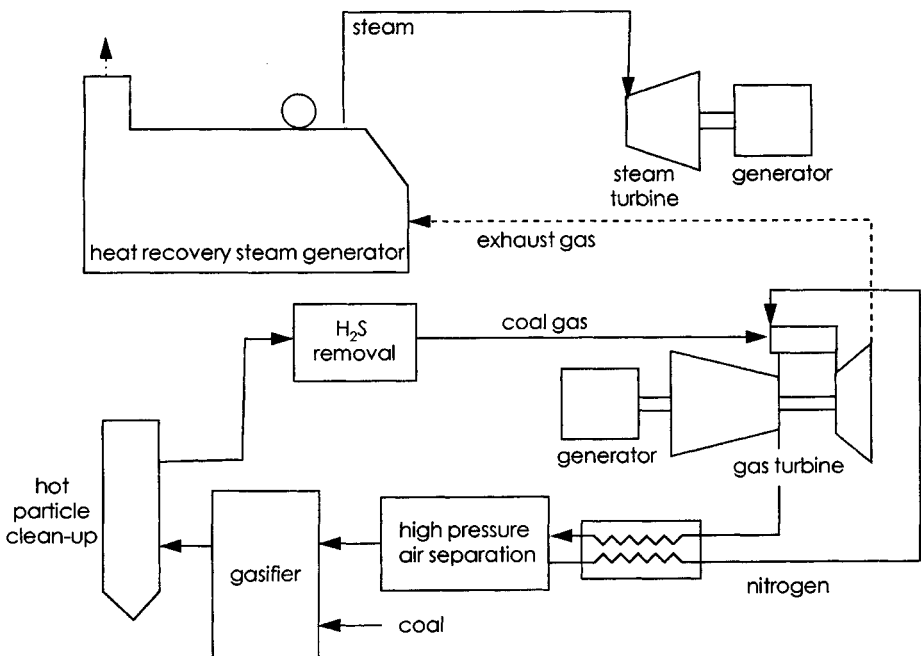 steam
steam
turbine
generator
heat recovery steam generator
exhaust gas
H₂S
removal
coal gas
generator
gas turbine
hot
particle
clean-up
gasifier
high pressure
air separation
nitrogen
coal